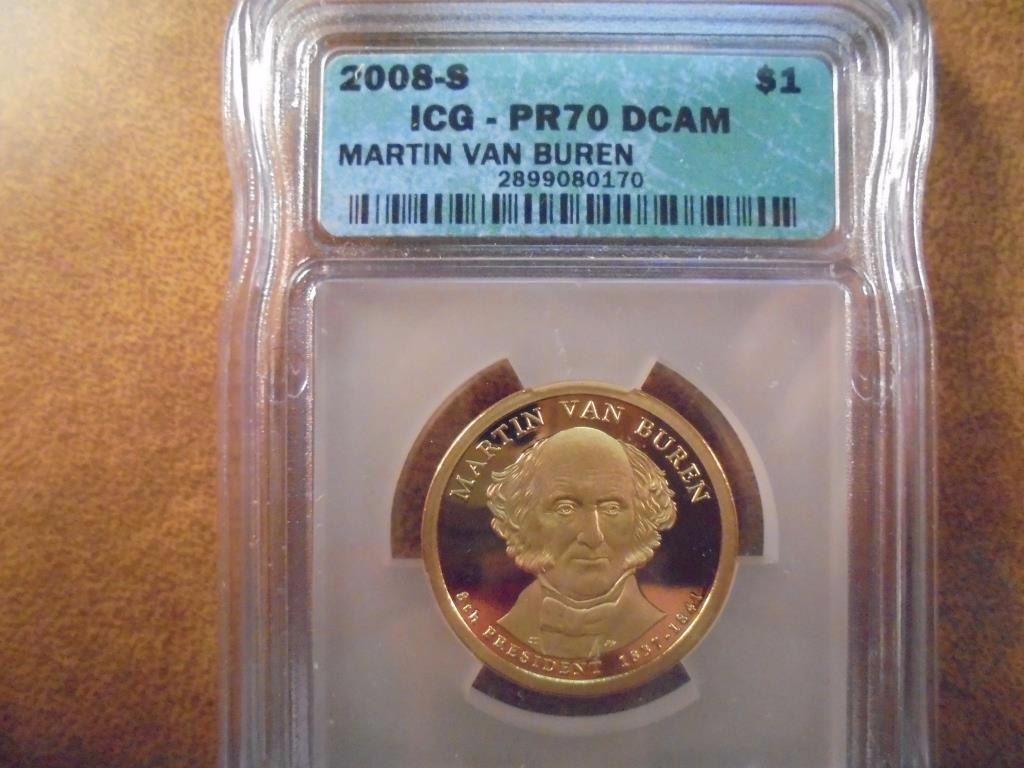 2008-S $1
ICG - PR70 DCAM
MARTIN VAN BUREN
2899080170
MARTIN VAN BUREN
8th PRESIDENT 1837-1841